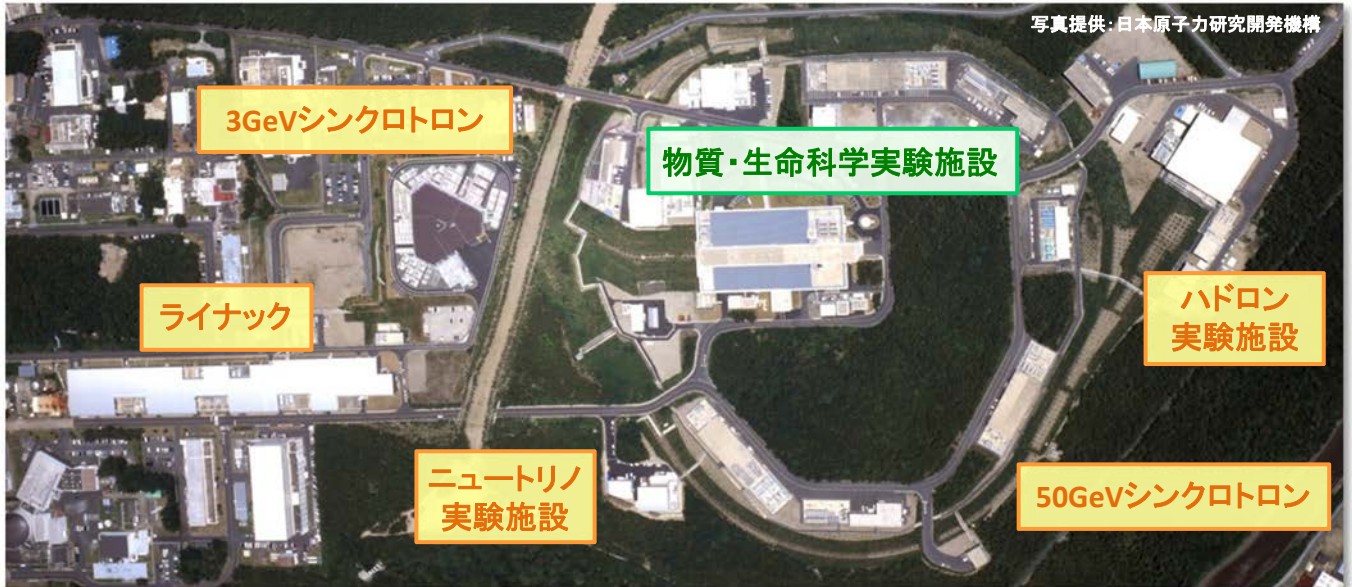 写真提供：日本原子力研究開発機構
3GeVシンクロトロン
物質・生命科学実験施設
ライナック
ハドロン
実験施設
ニュートリノ
実験施設
50GeVシンクロトロン